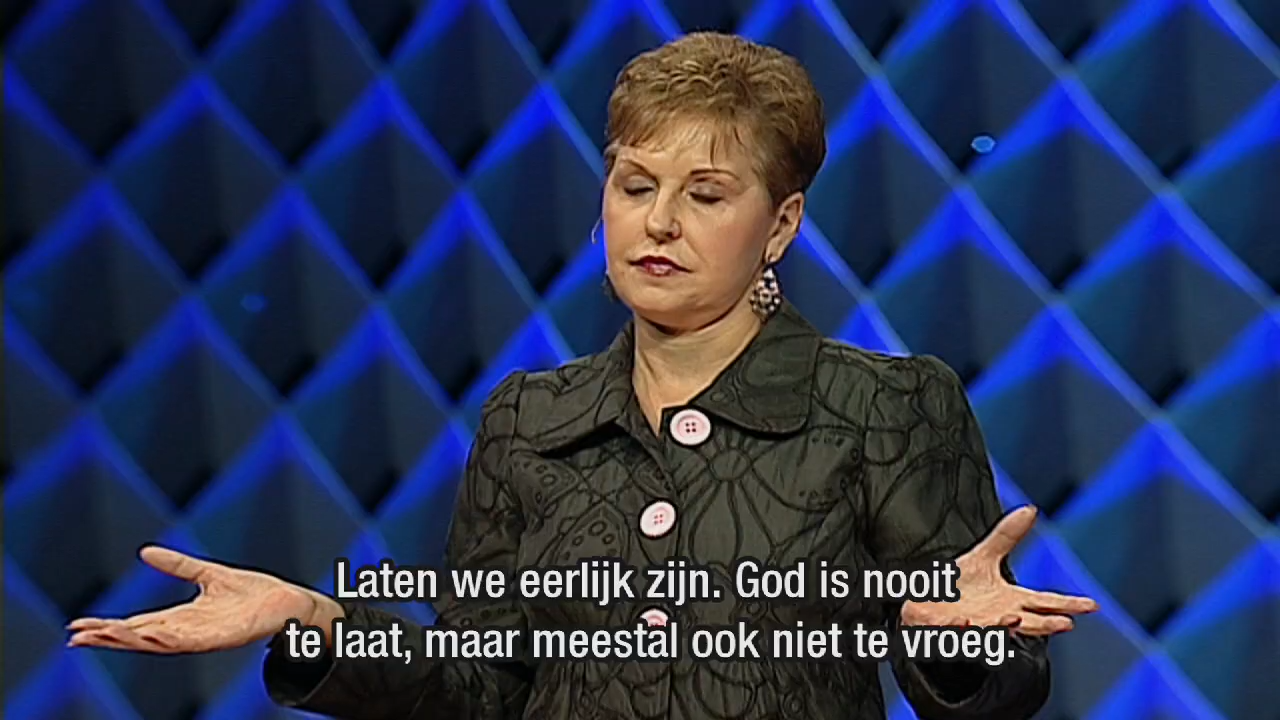 Laten we eerlijk zijn. God is nooit
te laat, maar meestal ook niet te vroeg.